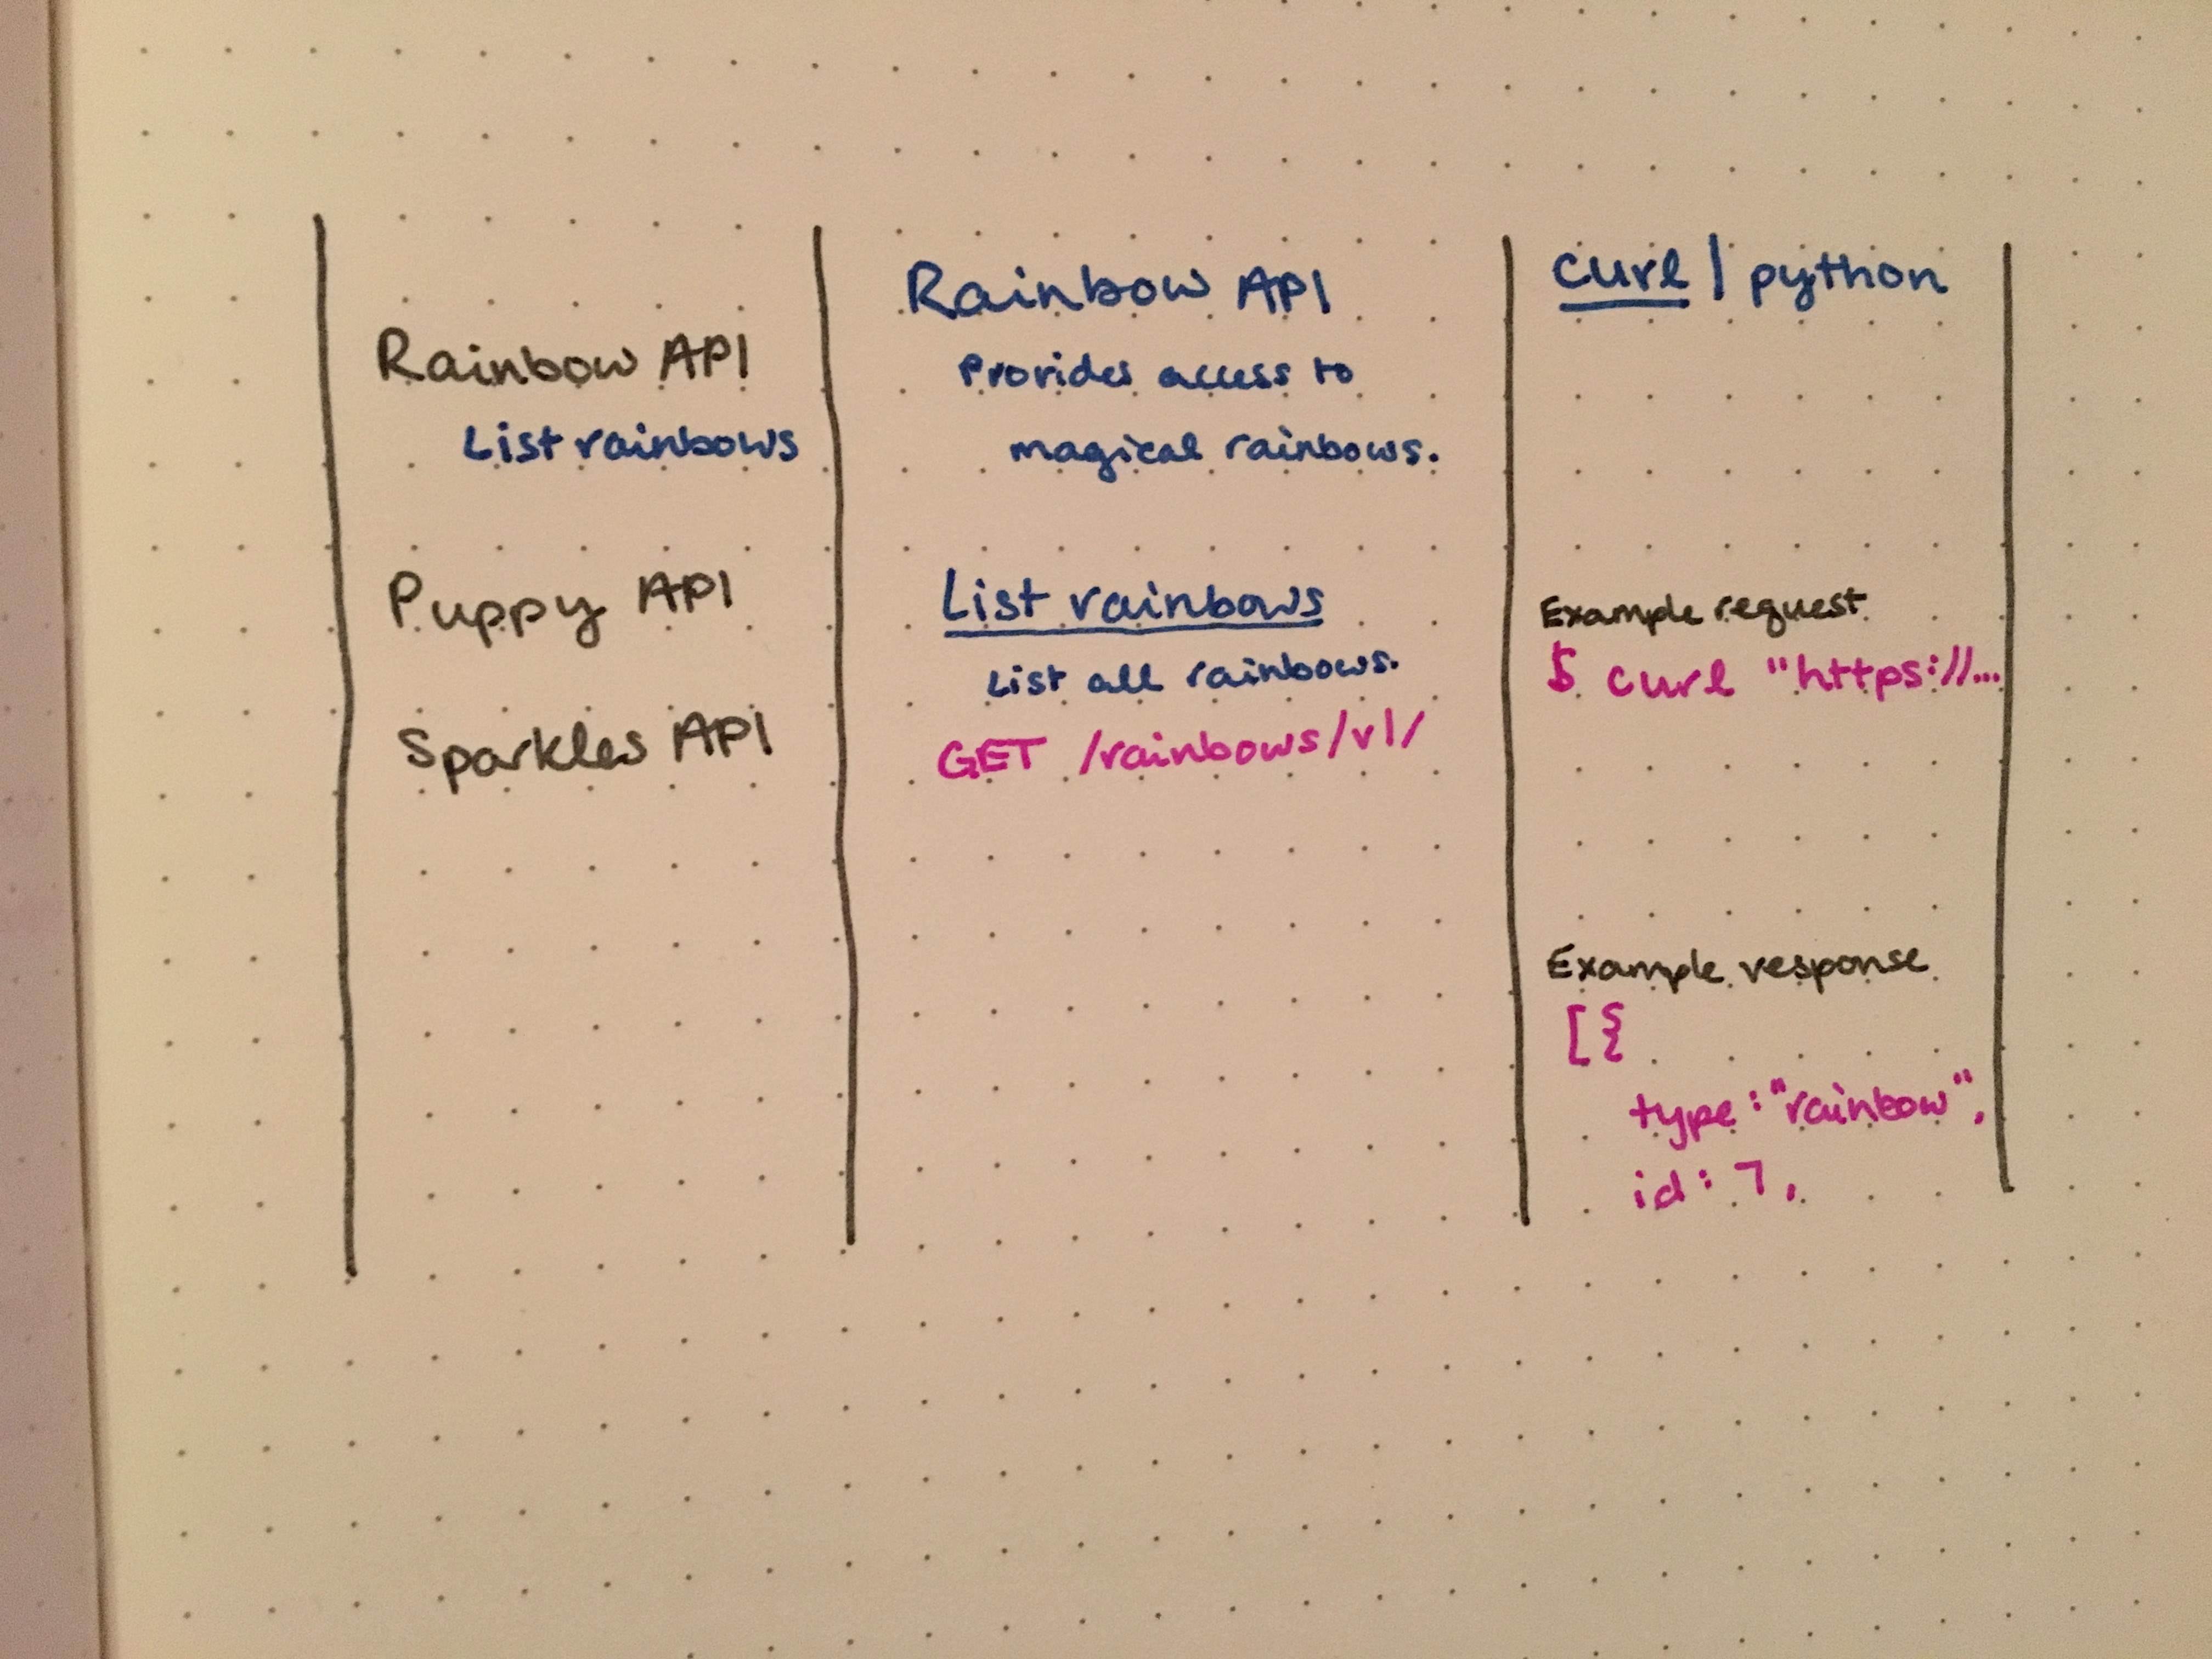 Rainbow API
List rainbows
Puppy API
Sparkles API
Rainbow API
Provides access to
magical rainbows.
List rainbows
List all rainbows.
GET /rainbows/v1/
curl | python
Example request
$ curl "https://...
Example response
[{
type: "rainbow",
id: 7,